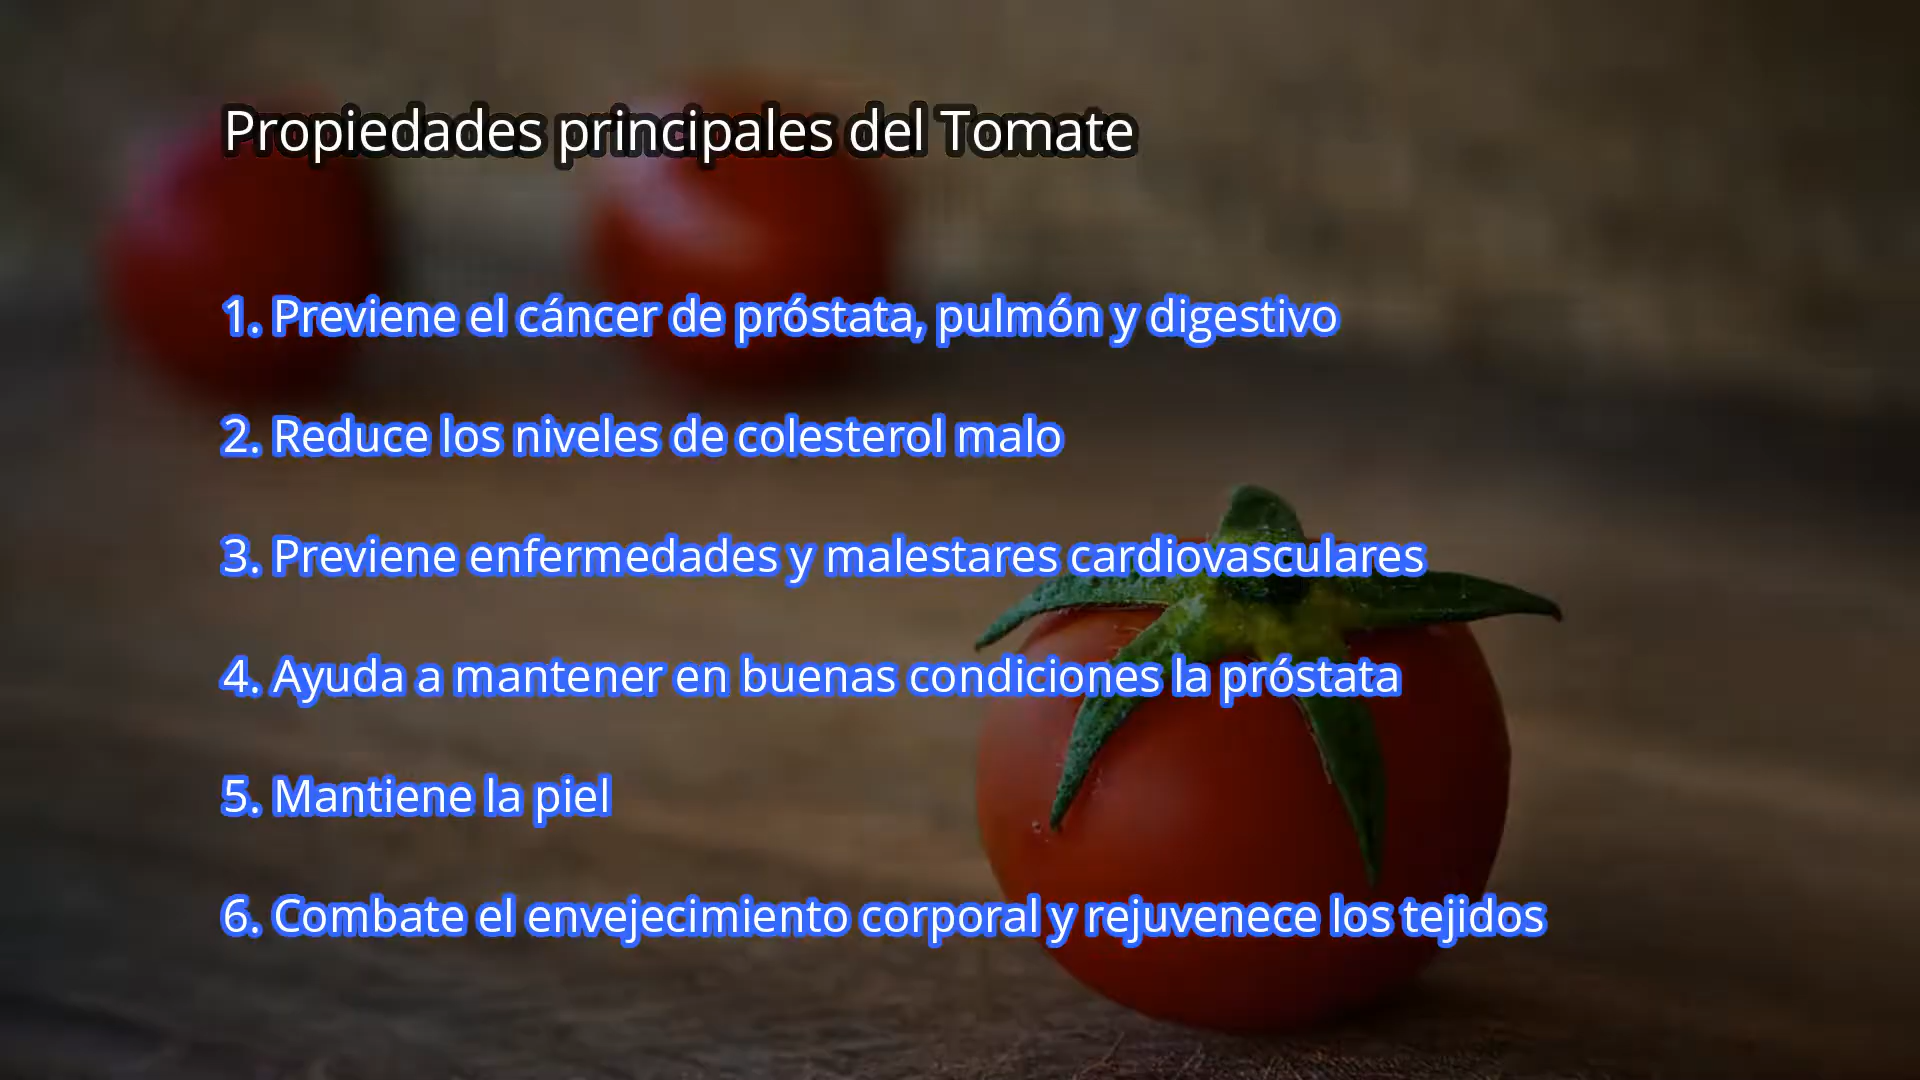 Propiedades principales del Tomate
1. Previene el cáncer de próstata, pulmón y digestivo
2. Reduce los niveles de colesterol malo
3. Previene enfermedades y malestares cardiovasculares
4. Ayuda a mantener en buenas condiciones la próstata
5. Mantiene la piel
6. Combate el envejecimiento corporal y rejuvenece los tejidos